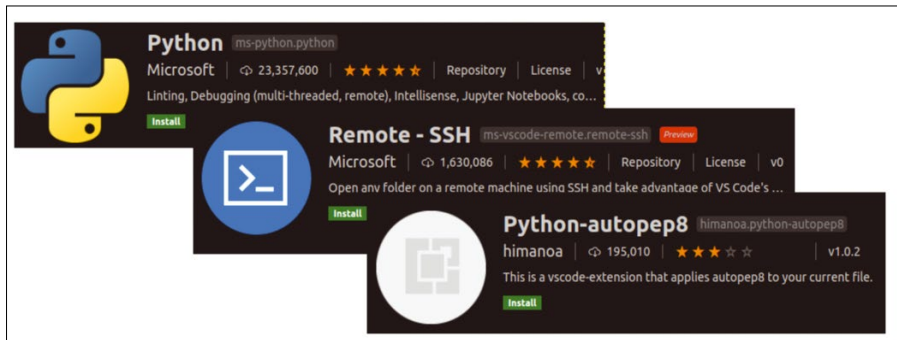 Python ms-python.python
Microsoft | 23,357,600 | ★★★★⯪ | Repository | License | v
Linting, Debugging (multi-threaded, remote), Intellisense, Jupyter Notebooks, co...
Install
Remote - SSH ms-vscode-remote.remote-ssh Preview
Microsoft | 1,630,086 | ★★★★⯪ | Repository | License | v0
Open any folder on a remote machine using SSH and take advantage of VS Code's ...
Install
Python-autopep8 himanoa.python-autopep8
himanoa | 195,010 | ★★★☆☆ | v1.0.2
This is a vscode-extension that applies autopep8 to your current file.
Install